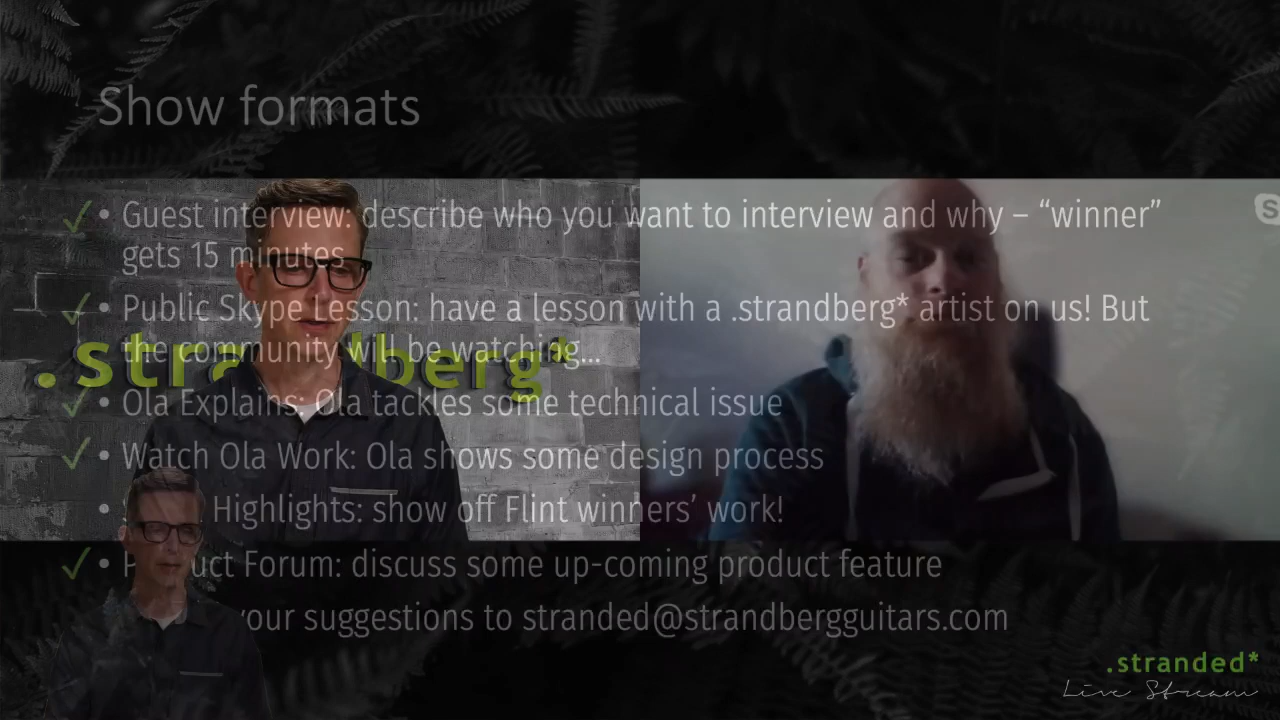 Show formats
✓ • Guest interview: describe who you want to interview and why – “winner”
gets 15 minutes
✓ • Public Skype Lesson: have a lesson with a .strandberg* artist on us! But
the community will be watching...
.strandberg*
✓ • Ola Explains: Ola tackles some technical issue
✓ • Watch Ola Work: Ola shows some design process
• Highlights: show off Flint winners’ work!
✓ • Product Forum: discuss some up-coming product feature
your suggestions to stranded@strandbergguitars.com
.stranded*
Live Stream